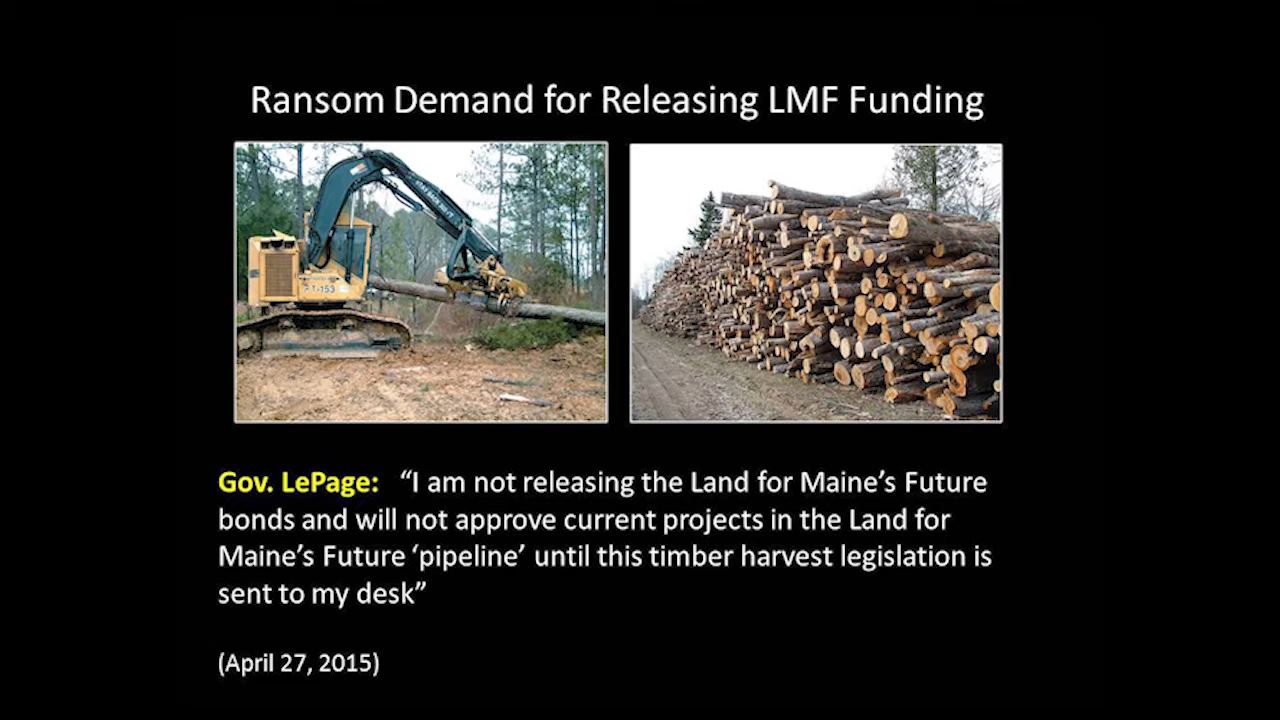 Ransom Demand for Releasing LMF Funding
Gov. LePage: “I am not releasing the Land for Maine’s Future
bonds and will not approve current projects in the Land for
Maine’s Future ‘pipeline’ until this timber harvest legislation is
sent to my desk”
(April 27, 2015)